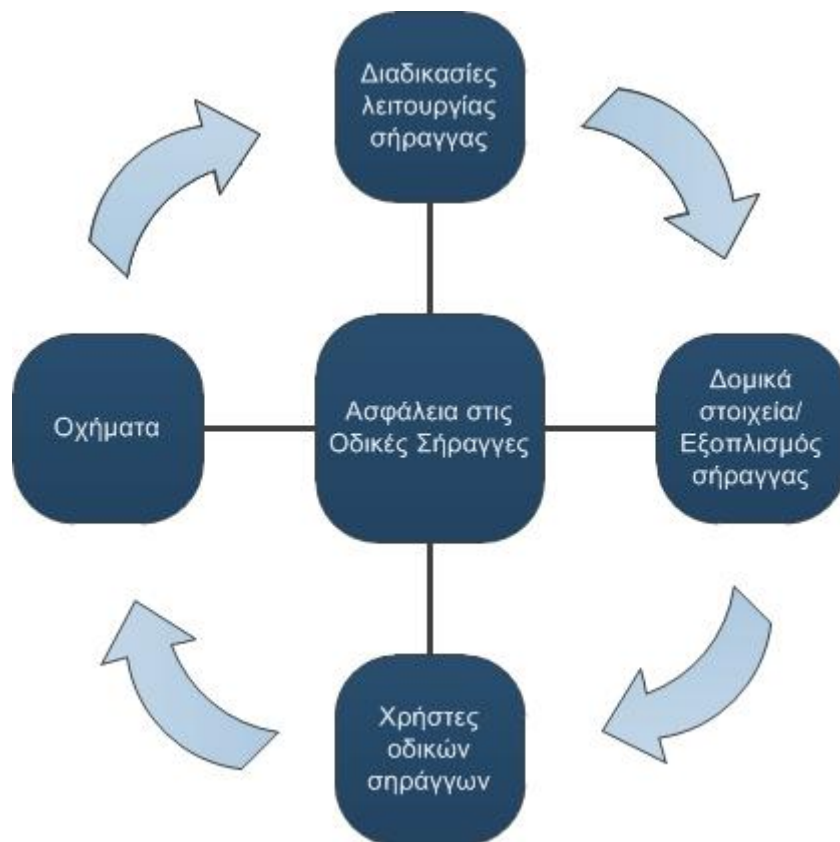 Διαδικασίες
λειτουργίας
σήραγγας
Οχήματα
Ασφάλεια στις
Οδικές Σήραγγες
Δομικά
στοιχεία/
Εξοπλισμός
σήραγγας
Χρήστες
οδικών
σηράγγων